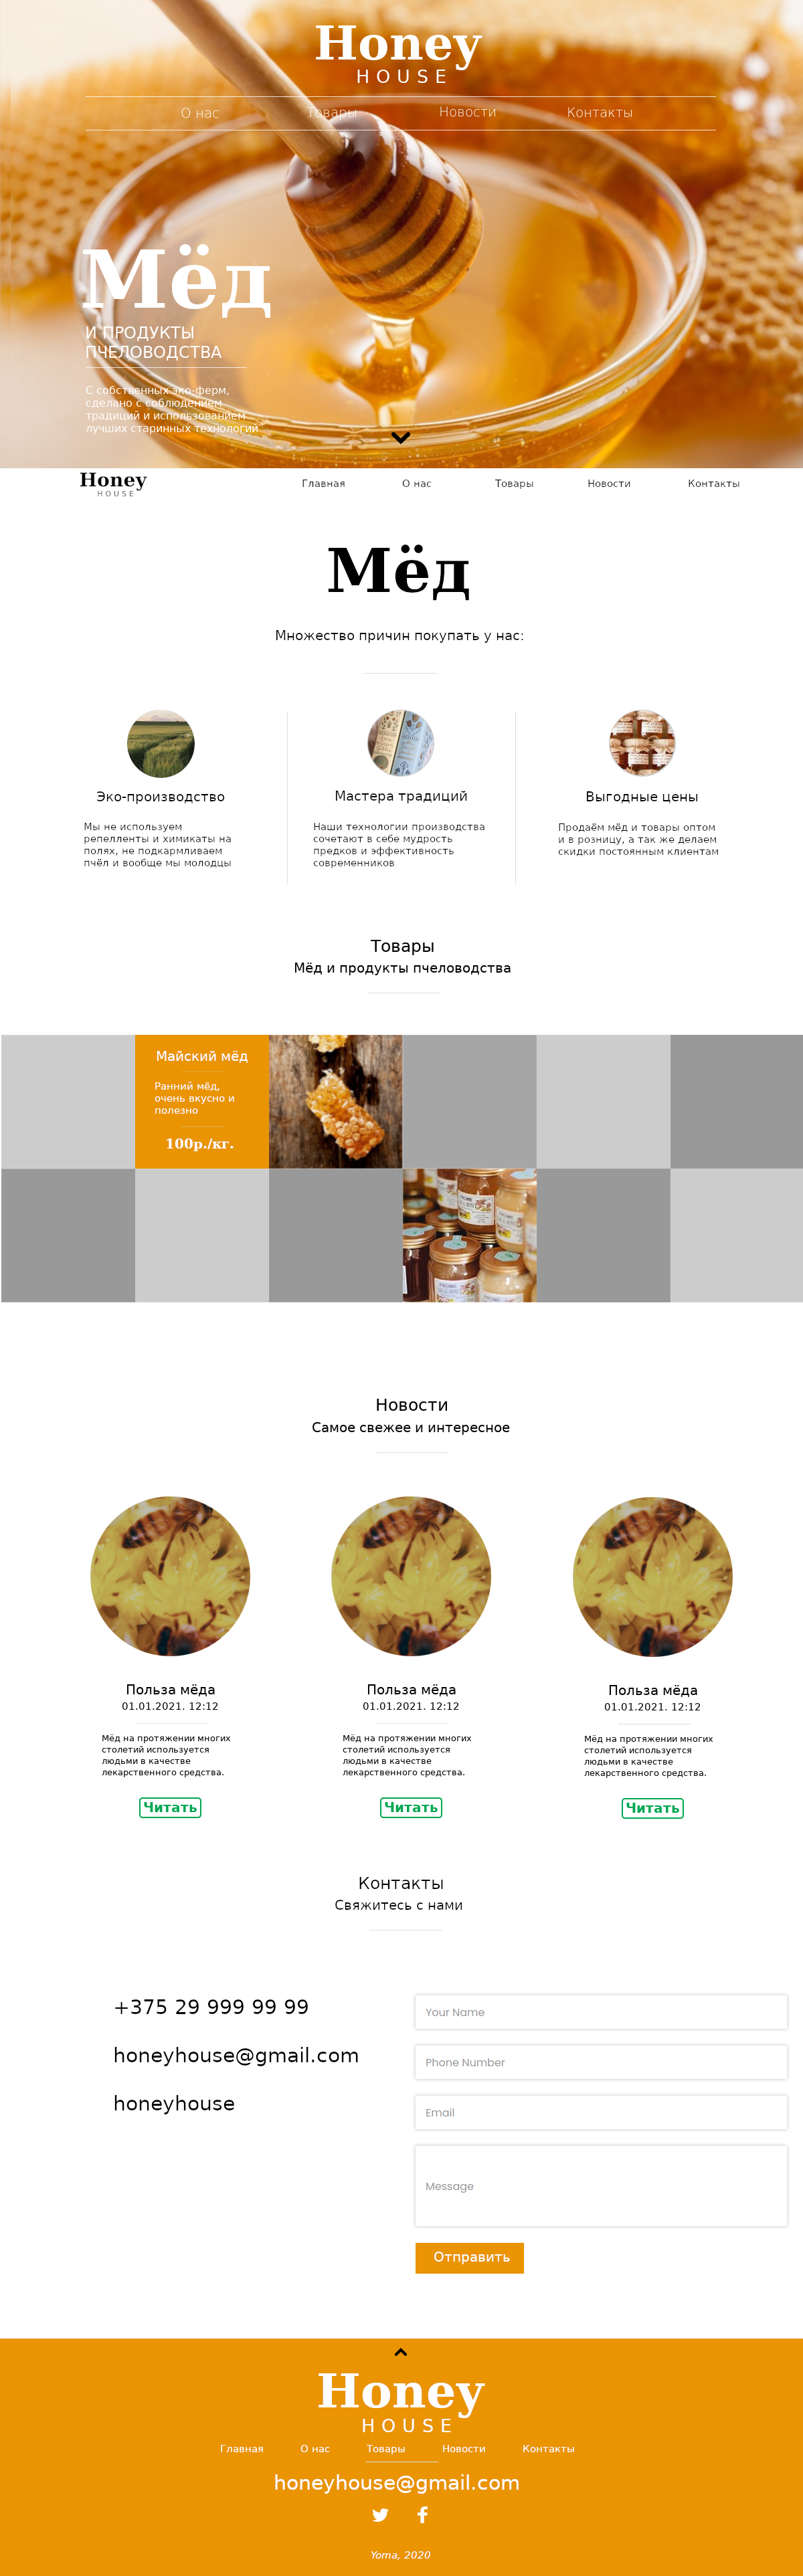 Honey
HOUSE
О нас Товары Новости Контакты
Мёд
И ПРОДУКТЫ
ПЧЕЛОВОДСТВА
С собственных эко-ферм,
сделано с соблюдением
традиций и использованием
лучших старинных технологии
Honey
HOUSE
Главная О нас Товары Новости Контакты
Мёд
Множество причин покупать у нас:
Эко-производство
Мы не используем
репелленты и химикаты на
полях, не подкармливаем
пчёл и вообще мы молодцы
Мастера традиций
Наши технологии производства
сочетают в себе мудрость
предков и эффективность
современников
Выгодные цены
Продаём мёд и товары оптом
и в розницу, а так же делаем
скидки постоянным клиентам
Товары
Мёд и продукты пчеловодства
Майский мёд
Ранний мёд,
очень вкусно и
полезно
100р./кг.
Новости
Самое свежее и интересное
Польза мёда
01.01.2021. 12:12
Мёд на протяжении многих
столетий используется
людьми в качестве
лекарственного средства.
Читать
Польза мёда
01.01.2021. 12:12
Мёд на протяжении многих
столетий используется
людьми в качестве
лекарственного средства.
Читать
Польза мёда
01.01.2021. 12:12
Мёд на протяжении многих
столетий используется
людьми в качестве
лекарственного средства.
Читать
Контакты
Свяжитесь с нами
+375 29 999 99 99
honeyhouse@gmail.com
honeyhouse
Your Name
Phone Number
Email
Message
Отправить
Honey
HOUSE
Главная О нас Товары Новости Контакты
honeyhouse@gmail.com
Yoma, 2020